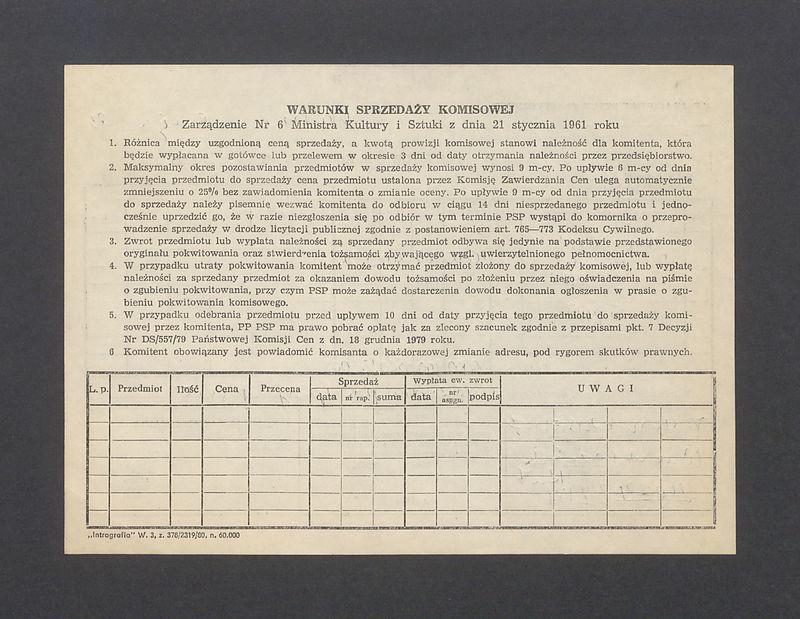 WARUNKI SPRZEDAŻY KOMISOWEJ
Zarządzenie Nr 6 Ministra Kultury i Sztuki z dnia 21 stycznia 1961 roku
1. Różnica między uzgodnioną ceną sprzedaży, a kwotą prowizji komisowej stanowi należność dla komitenta, która
będzie wypłacana w gotówce lub przelewem w okresie 3 dni od daty otrzymania należności przez przedsiębiorstwo.
2. Maksymalny okres pozostawiania przedmiotów w sprzedaży komisowej wynosi 9 m-cy. Po upływie 6 m-cy od dnia
przyjęcia przedmiotu do sprzedaży cena przedmiotu ustalona przez Komisję Zawierdzania Cen ulega automatycznie
zmniejszeniu o 25% bez zawiadomienia komitenta o zmianie oceny. Po upływie 9 m-cy od dnia przyjęcia przedmiotu
do sprzedaży należy pisemnie wezwać komitenta do odbioru w ciągu 14 dni niesprzedanego przedmiotu i jedno-
cześnie uprzedzić go, że w razie niezgłoszenia się po odbiór w tym terminie PSP wystąpi do komornika o przepro-
wadzenie sprzedaży w drodze licytacji publicznej zgodnie z postanowieniem art. 765—773 Kodeksu Cywilnego.
3. Zwrot przedmiotu lub wypłata należności zą sprzedany przedmiot odbywa się jedynie na podstawie przedstawionego
oryginału pokwitowania oraz stwierdzenia tożsamości zbywającego wzgl. uwierzytelnionego pełnomocnictwa.
4. W przypadku utraty pokwitowania komitent może otrzymać przedmiot złożony do sprzedaży komisowej, lub wypłatę
należności za sprzedany przedmiot za okazaniem dowodu tożsamości po złożeniu przez niego oświadczenia na piśmie
o zgubieniu pokwitowania, przy czym PSP może zażądać dostarczenia dowodu dokonania ogłoszenia w prasie o zgu-
bieniu pokwitowania komisowego.
5. W przypadku odebrania przedmiotu przed upływem 10 dni od daty przyjęcia tego przedmiotu do sprzedaży komi-
sowej przez komitenta, PP PSP ma prawo pobrać opłatę jak za zlecony szacunek zgodnie z przepisami pkt. 7 Decyzji
Nr DS/557/79 Państwowej Komisji Cen z dn. 18 grudnia 1979 roku.
6 Komitent obowiązany jest powiadomić komisanta o każdorazowej zmianie adresu, pod rygorem skutków prawnych.
L. p. Przedmiot Ilość Cena Przecena Sprzedaż Wypłata ew. zwrot U W A G I
data nr rap. suma data nr asygn. podpis
„Intrografia" W. 3, z. 378/2319/80, n. 60.000